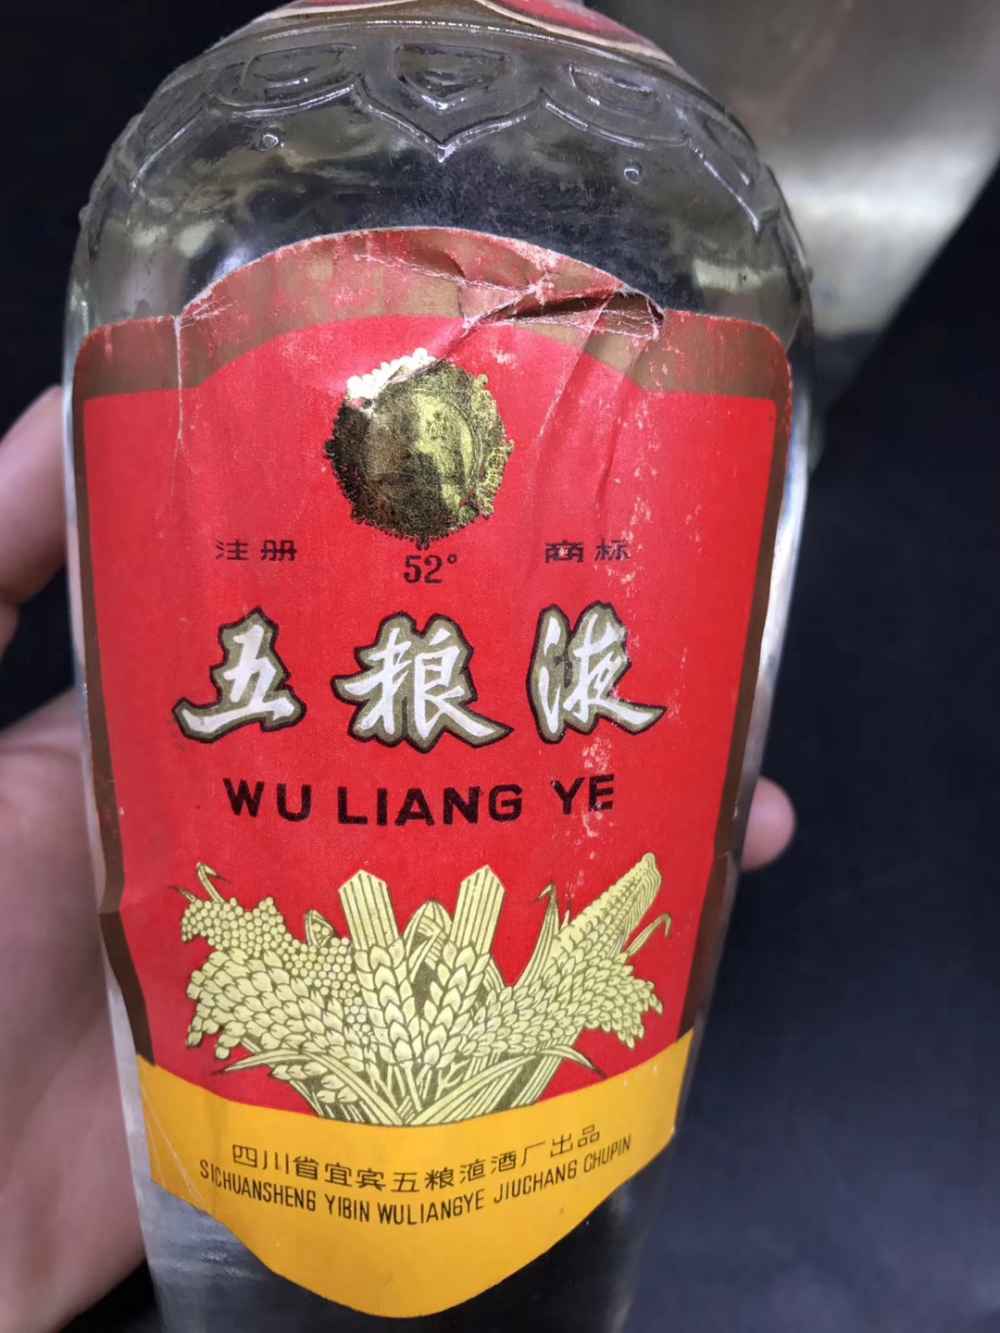 注册 52° 商标
五粮液
WU LIANG YE
四川省宜宾五粮液酒厂出品
SICHUANSHENG YIBIN WULIANGYE JIUCHANG CHUPIN